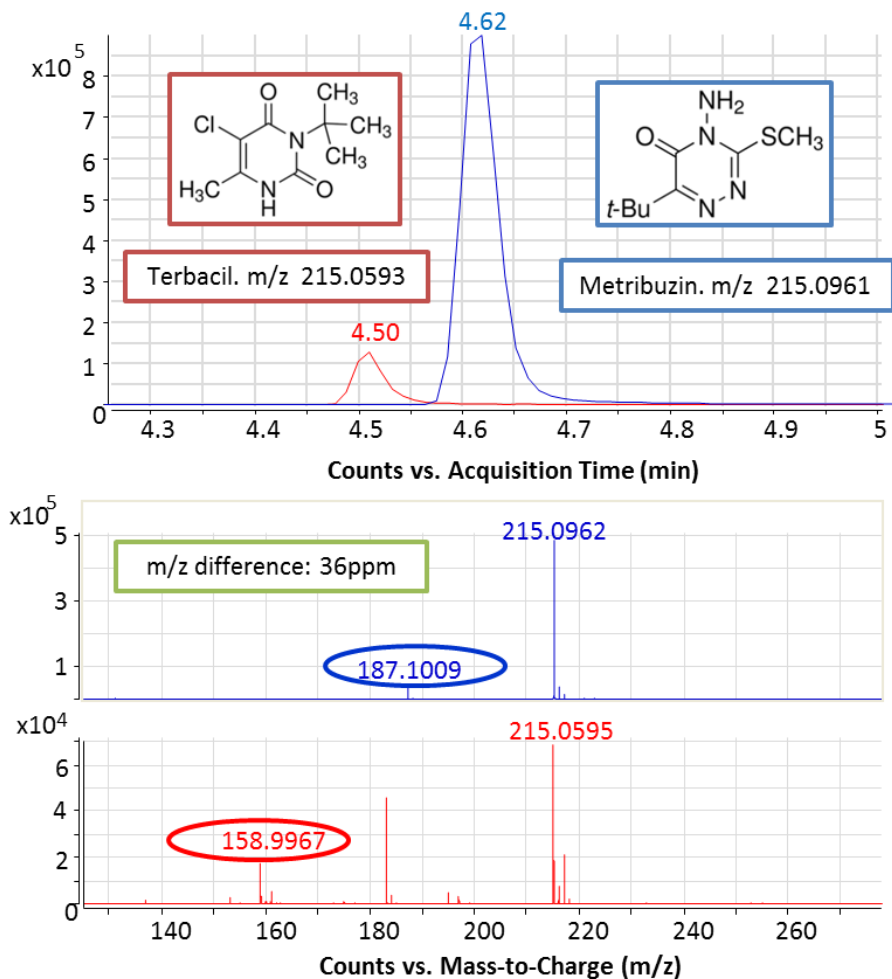 4.62
x10 5
8
7
6
5
4
3
2
1
0
O
Cl
N
CH3
CH3
CH3
H3C
N
H
O
NH2
O
N
SCH3
t-Bu
N
N
Terbacil. m/z 215.0593
Metribuzin. m/z 215.0961
4.50
4.3 4.4 4.5 4.6 4.7 4.8 4.9 5
Counts vs. Acquisition Time (min)
x10 5
5
3
1
m/z difference: 36ppm
215.0962
187.1009
x10 4
6
4
2
0
215.0595
158.9967
140 160 180 200 220 240 260
Counts vs. Mass-to-Charge (m/z)